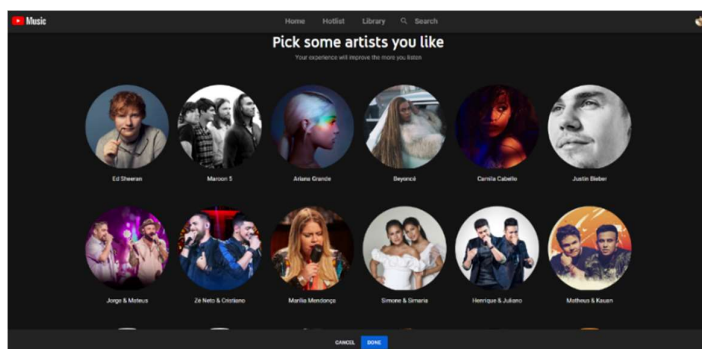 Music
Home Hotlist Library Search
Pick some artists you like
Your experience will improve the more you listen
Ed Sheeran Maroon 5 Ariana Grande Beyoncé Camila Cabello Justin Bieber
Jorge & Mateus Zé Neto & Cristiano Marília Mendonça Simone & Simaria Henrique & Juliano Matheus & Kauan
CANCEL DONE